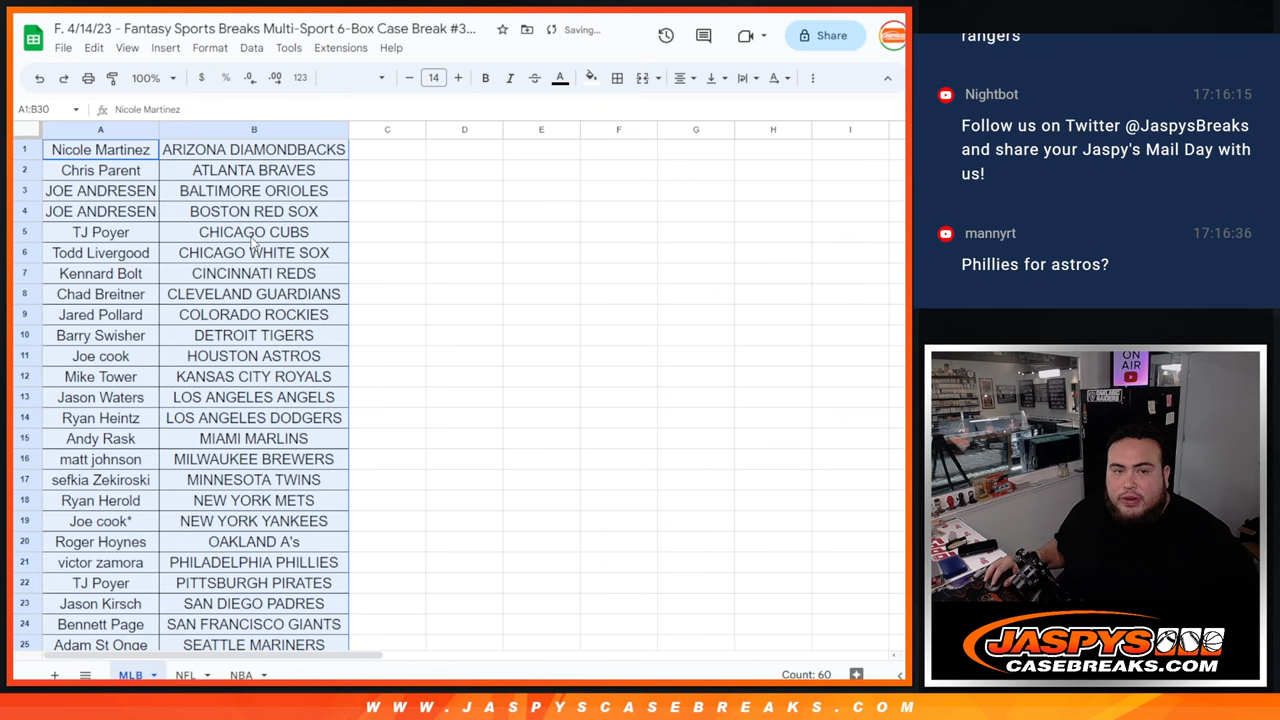 F. 4/14/23 - Fantasy Sports Breaks Multi-Sport 6-Box Case Break #3...
Saving...
Share
File Edit View Insert Format Data Tools Extensions Help
100% $ % .0 .00 123 14 B I A
A1:B30 fx Nicole Martinez
A B C D E F G H I
1 Nicole Martinez ARIZONA DIAMONDBACKS
2 Chris Parent ATLANTA BRAVES
3 JOE ANDRESEN BALTIMORE ORIOLES
4 JOE ANDRESEN BOSTON RED SOX
5 TJ Poyer CHICAGO CUBS
6 Todd Livergood CHICAGO WHITE SOX
7 Kennard Bolt CINCINNATI REDS
8 Chad Breitner CLEVELAND GUARDIANS
9 Jared Pollard COLORADO ROCKIES
10 Barry Swisher DETROIT TIGERS
11 Joe cook HOUSTON ASTROS
12 Mike Tower KANSAS CITY ROYALS
13 Jason Waters LOS ANGELES ANGELS
14 Ryan Heintz LOS ANGELES DODGERS
15 Andy Rask MIAMI MARLINS
16 matt johnson MILWAUKEE BREWERS
17 sefkia Zekiroski MINNESOTA TWINS
18 Ryan Herold NEW YORK METS
19 Joe cook* NEW YORK YANKEES
20 Roger Hoynes OAKLAND A's
21 victor zamora PHILADELPHIA PHILLIES
22 TJ Poyer PITTSBURGH PIRATES
23 Jason Kirsch SAN DIEGO PADRES
24 Bennett Page SAN FRANCISCO GIANTS
25 Adam St Onge SEATTLE MARINERS
MLB NFL NBA Count: 60
rangers
Nightbot 17:16:15
Follow us on Twitter @JaspysBreaks
and share your Jaspy's Mail Day with
us!
mannyrt 17:16:36
Phillies for astros?
ON
AIR
JASPYS
CASEBREAKS.COM
WWW.JASPYSCASEBREAKS.COM